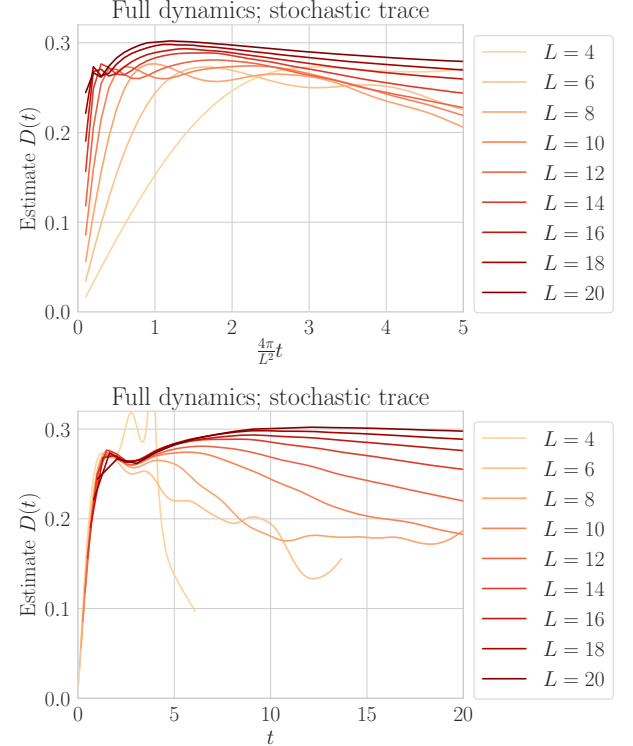 Full dynamics; stochastic trace
Estimate D(t)
0.3
0.2
0.1
0.0
0 1 2 3 4 5
4π/L² t
L = 4
L = 6
L = 8
L = 10
L = 12
L = 14
L = 16
L = 18
L = 20
Full dynamics; stochastic trace
Estimate D(t)
0.3
0.2
0.1
0.0
0 5 10 15 20
t
L = 4
L = 6
L = 8
L = 10
L = 12
L = 14
L = 16
L = 18
L = 20